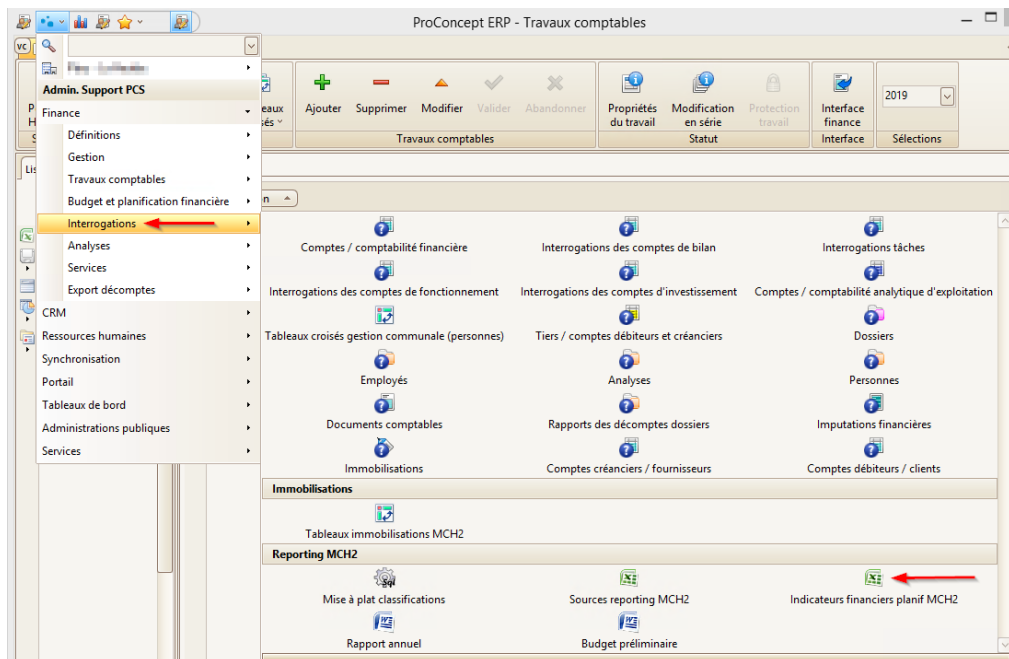 ProConcept ERP - Travaux comptables
VC
Admin. Support PCS
Finance
Définitions
Gestion
Travaux comptables
Budget et planification financière
Interrogations
Analyses
Services
Export décomptes
CRM
Ressources humaines
Synchronisation
Portail
Tableaux de bord
Administrations publiques
Services
Ajouter Supprimer Modifier Valider Abandonner
Travaux comptables
Propriétés du travail
Modification en série
Protection travail
Statut
Interface finance
Interface
2019
Sélections
Comptes / comptabilité financière
Interrogations des comptes de bilan
Interrogations tâches
Interrogations des comptes de fonctionnement
Interrogations des comptes d'investissement
Comptes / comptabilité analytique d'exploitation
Tableaux croisés gestion communale (personnes)
Tiers / comptes débiteurs et créanciers
Dossiers
Employés
Analyses
Personnes
Documents comptables
Rapports des décomptes dossiers
Imputations financières
Immobilisations
Comptes créanciers / fournisseurs
Comptes débiteurs / clients
Immobilisations
Tableaux immobilisations MCH2
Reporting MCH2
Sql
Mise à plat classifications
Sources reporting MCH2
Indicateurs financiers planif MCH2
Rapport annuel
Budget préliminaire